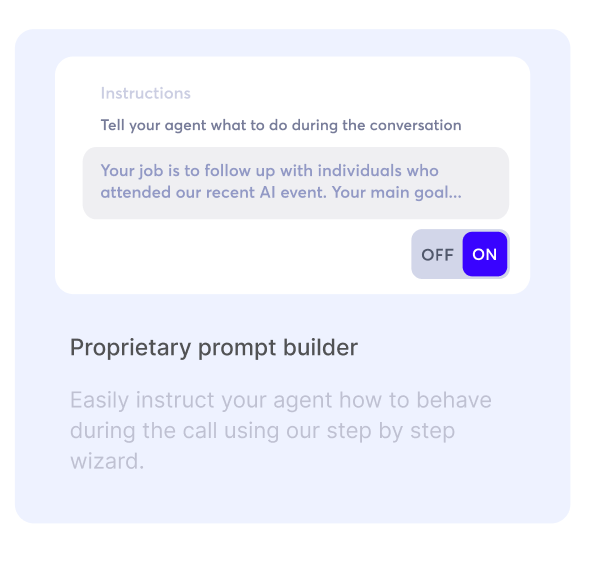 Instructions
Tell your agent what to do during the conversation
Your job is to follow up with individuals who
attended our recent AI event. Your main goal...
OFF ON
Proprietary prompt builder
Easily instruct your agent how to behave
during the call using our step by step
wizard.